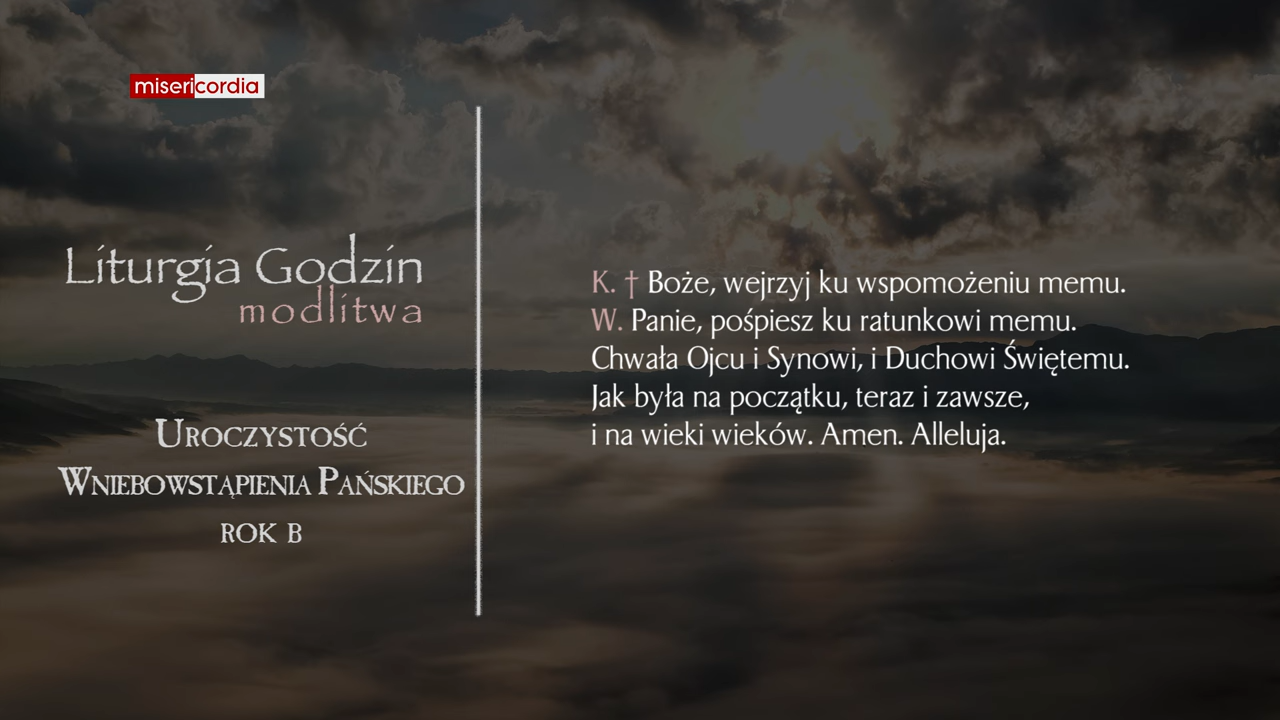 misericordia
Liturgia Godzin
modlitwa
Uroczystość
Wniebowstąpienia Pańskiego
rok B
K. † Boże, wejrzyj ku wspomożeniu memu.
W. Panie, pośpiesz ku ratunkowi memu.
Chwała Ojcu i Synowi, i Duchowi Świętemu.
Jak była na początku, teraz i zawsze,
i na wieki wieków. Amen. Alleluja.